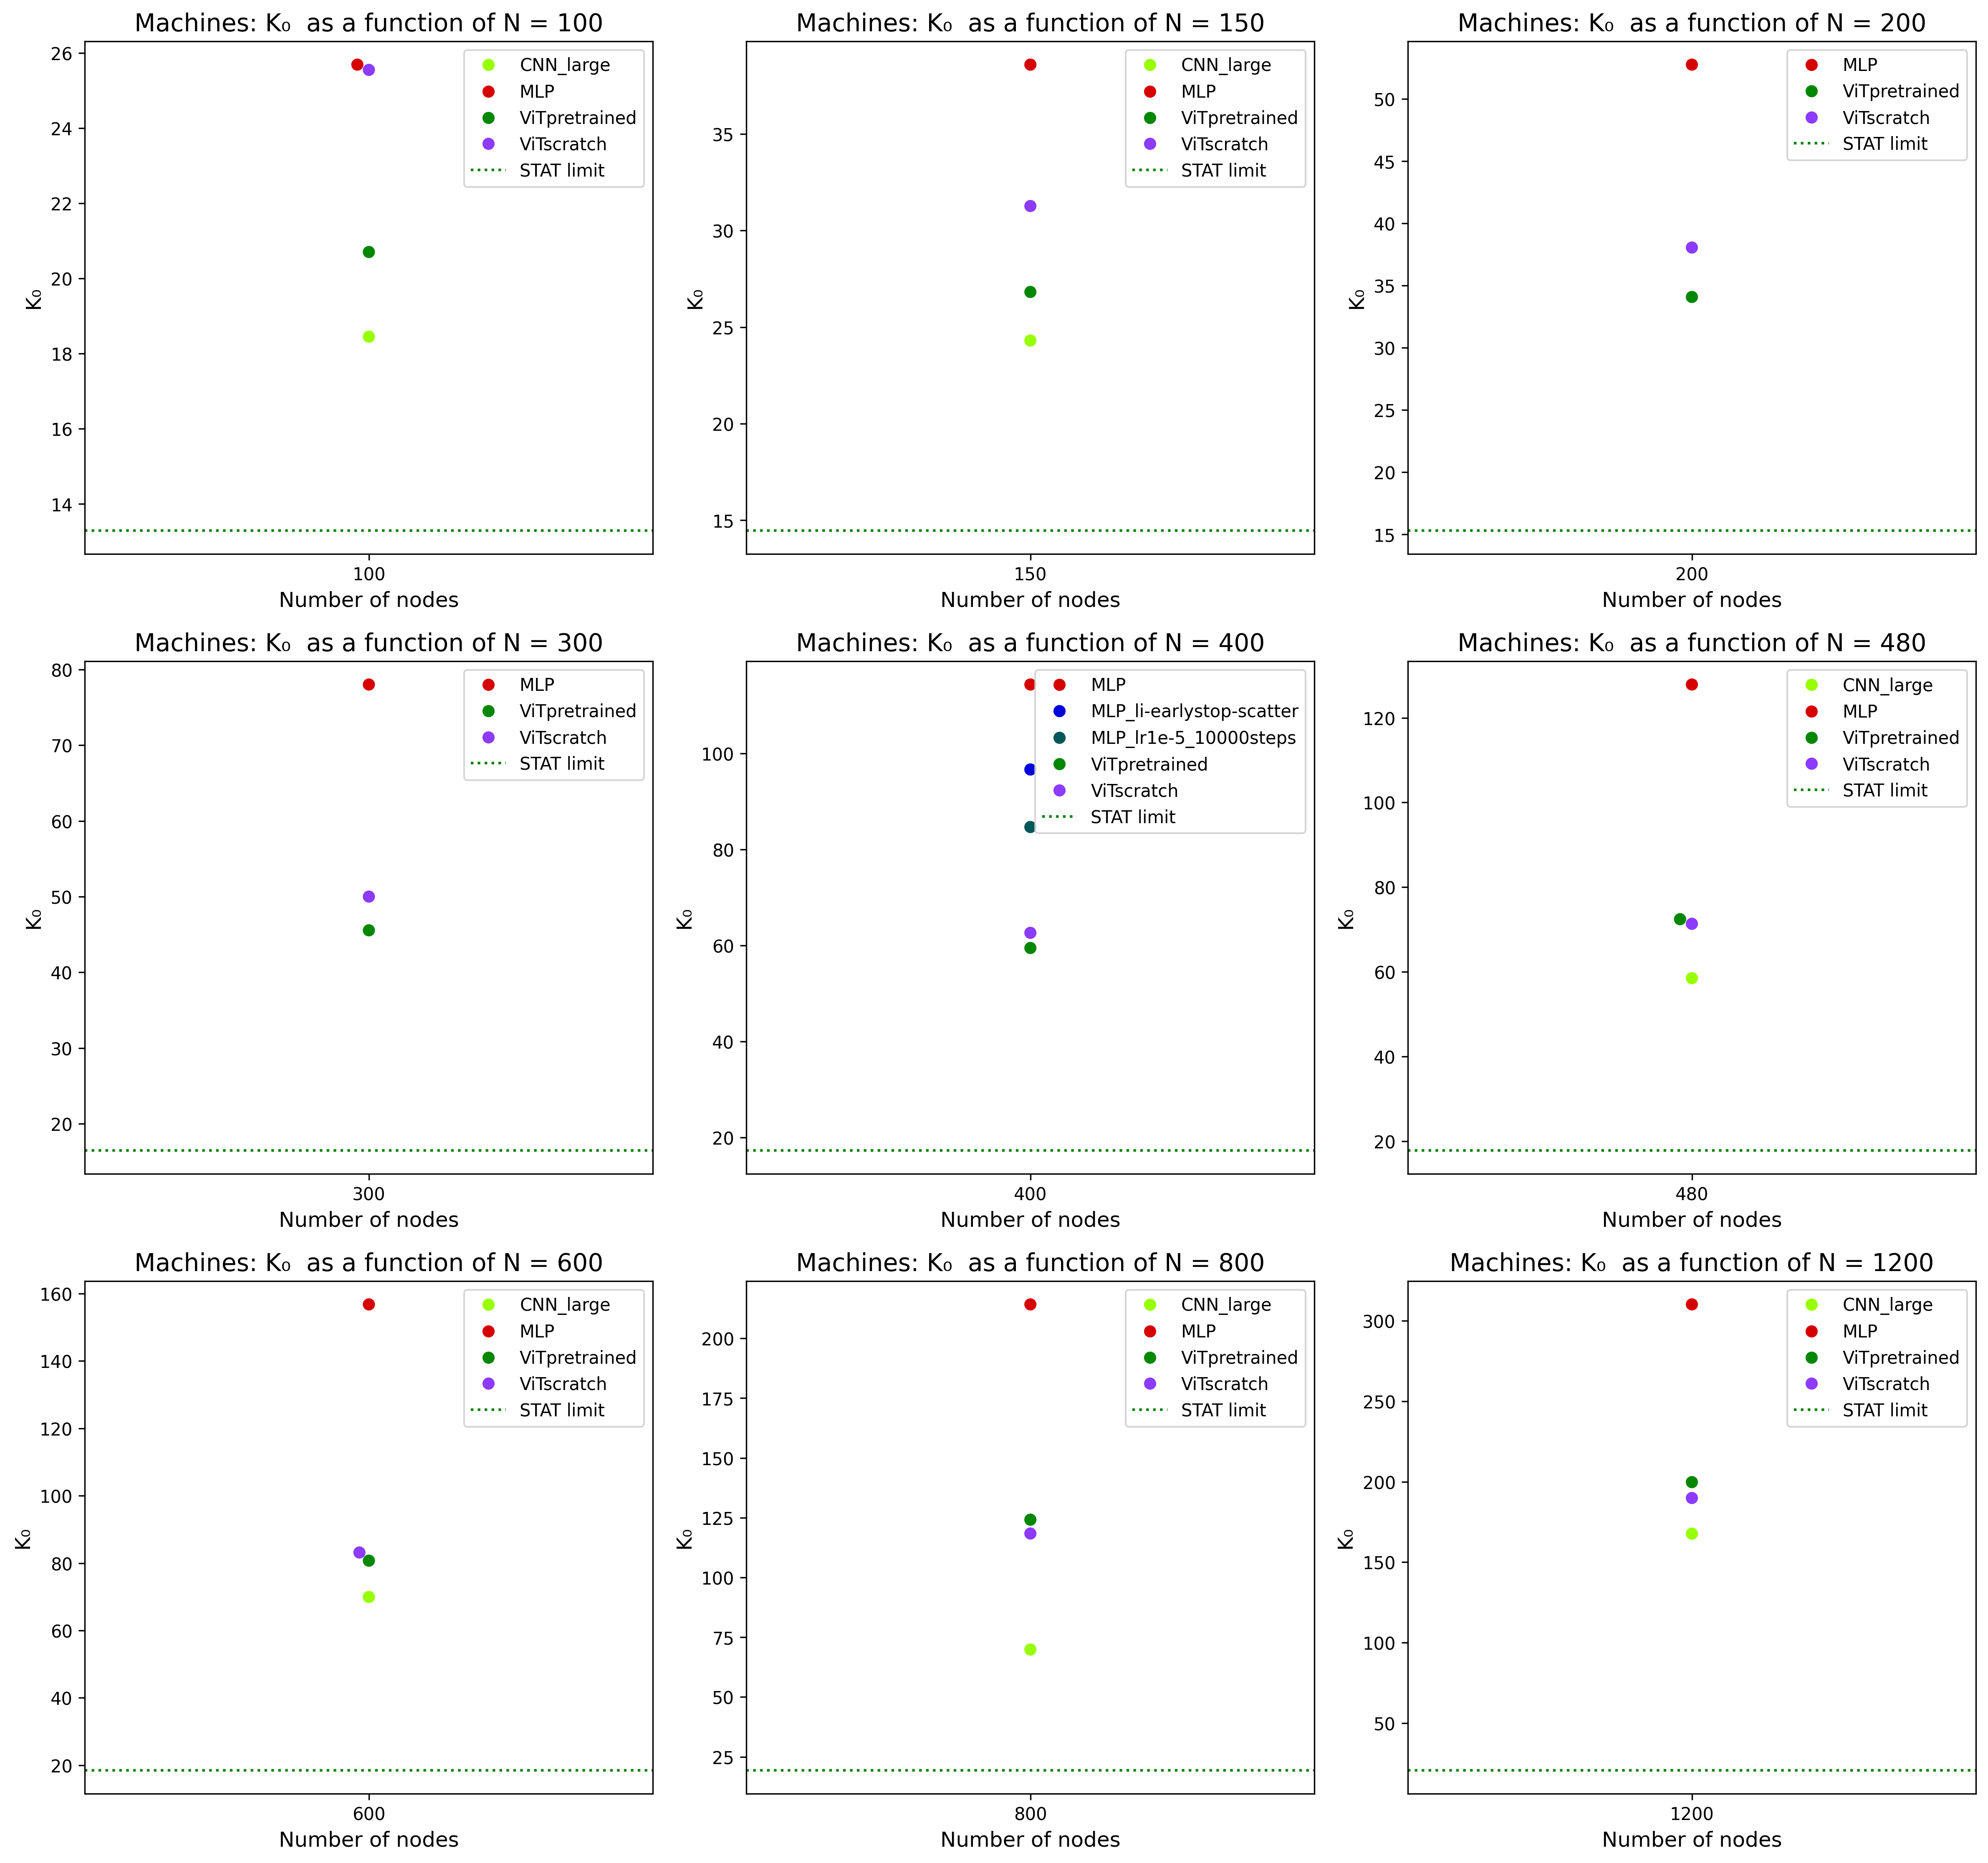 Machines: K₀ as a function of N = 100
26
24
22
20
18
16
14
K₀
CNN_large
MLP
ViTpretrained
ViTscratch
STAT limit
100
Number of nodes
Machines: K₀ as a function of N = 150
35
30
25
20
15
K₀
CNN_large
MLP
ViTpretrained
ViTscratch
STAT limit
150
Number of nodes
Machines: K₀ as a function of N = 200
50
45
40
35
30
25
20
15
K₀
MLP
ViTpretrained
ViTscratch
STAT limit
200
Number of nodes
Machines: K₀ as a function of N = 300
80
70
60
50
40
30
20
K₀
MLP
ViTpretrained
ViTscratch
STAT limit
300
Number of nodes
Machines: K₀ as a function of N = 400
100
80
60
40
20
K₀
MLP
MLP_li-earlystop-scatter
MLP_lr1e-5_10000steps
ViTpretrained
ViTscratch
STAT limit
400
Number of nodes
Machines: K₀ as a function of N = 480
120
100
80
60
40
20
K₀
CNN_large
MLP
ViTpretrained
ViTscratch
STAT limit
480
Number of nodes
Machines: K₀ as a function of N = 600
160
140
120
100
80
60
40
20
K₀
CNN_large
MLP
ViTpretrained
ViTscratch
STAT limit
600
Number of nodes
Machines: K₀ as a function of N = 800
200
175
150
125
100
75
50
25
K₀
CNN_large
MLP
ViTpretrained
ViTscratch
STAT limit
800
Number of nodes
Machines: K₀ as a function of N = 1200
300
250
200
150
100
50
K₀
CNN_large
MLP
ViTpretrained
ViTscratch
STAT limit
1200
Number of nodes